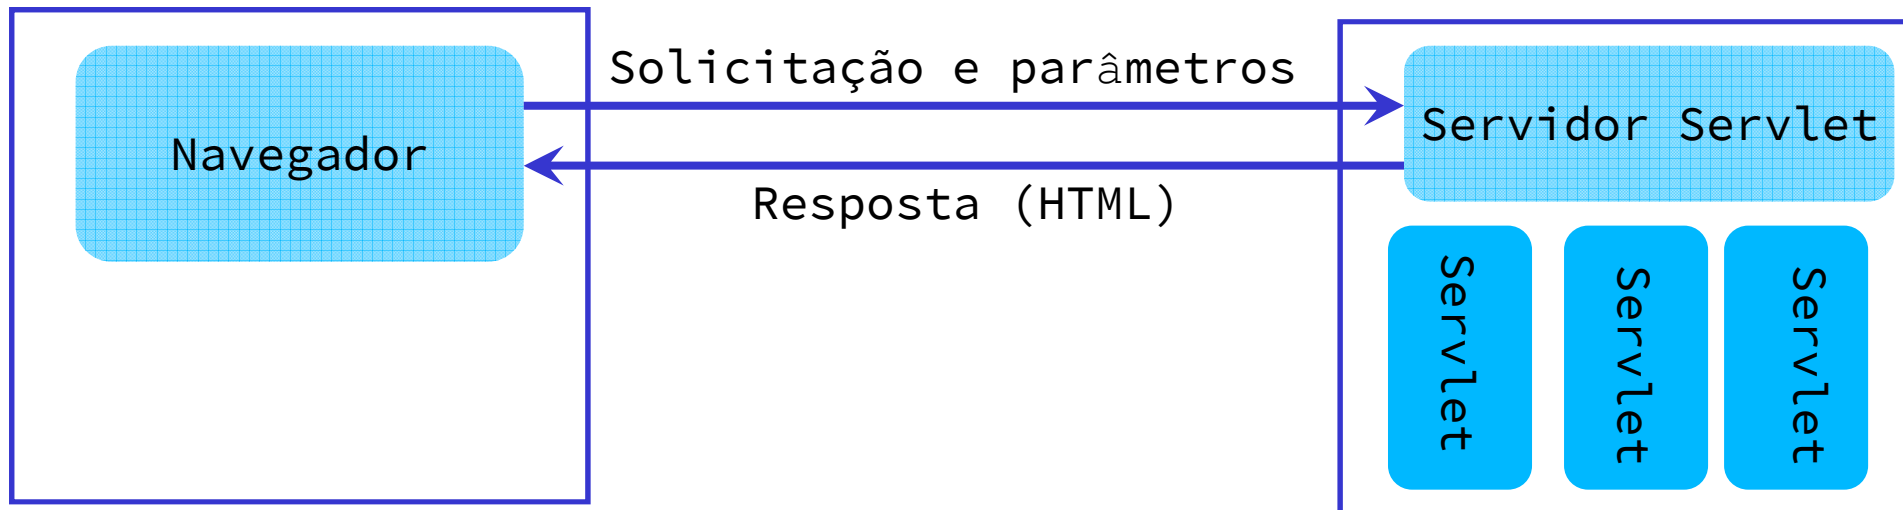 Solicitação e parâmetros
Navegador
Servidor Servlet
Resposta (HTML)
Servlet
Servlet
Servlet